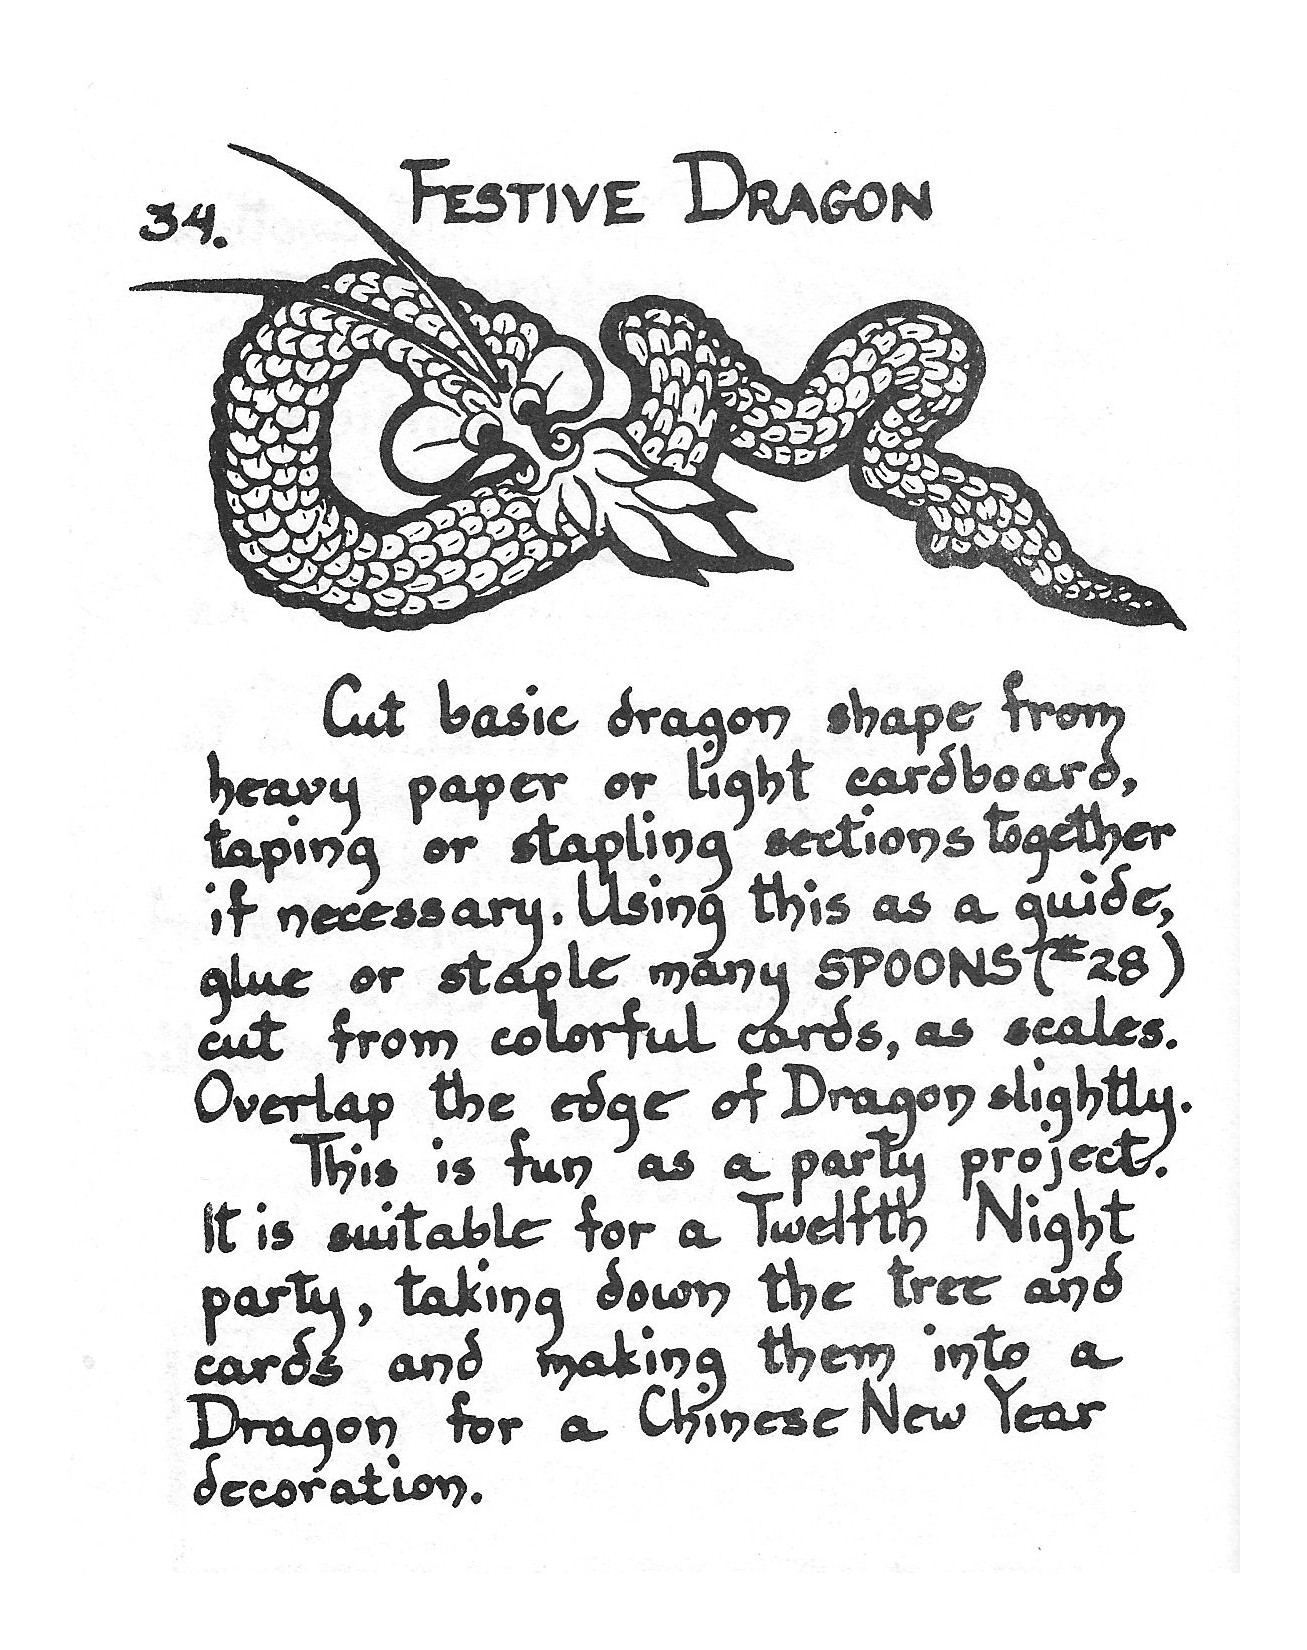 FESTIVE DRAGON
34.
Cut basic dragon shape from
heavy paper or light cardboard,
taping or stapling sections together
if necessary. Using this as a guide,
glue or staple many SPOONS (#28)
cut from colorful cards, as scales.
Overlap the edge of Dragon slightly.
This is fun as a party project.
It is suitable for a Twelfth Night
party, taking down the tree and
cards and making them into a
Dragon for a Chinese New Year
decoration.